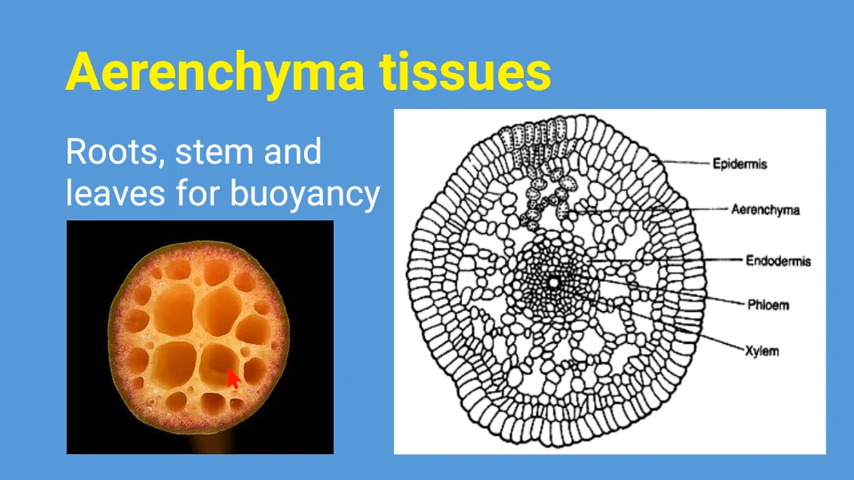 Aerenchyma tissues
Roots, stem and
leaves for buoyancy
Epidermis
Aerenchyma
Endodermis
Phloem
Xylem